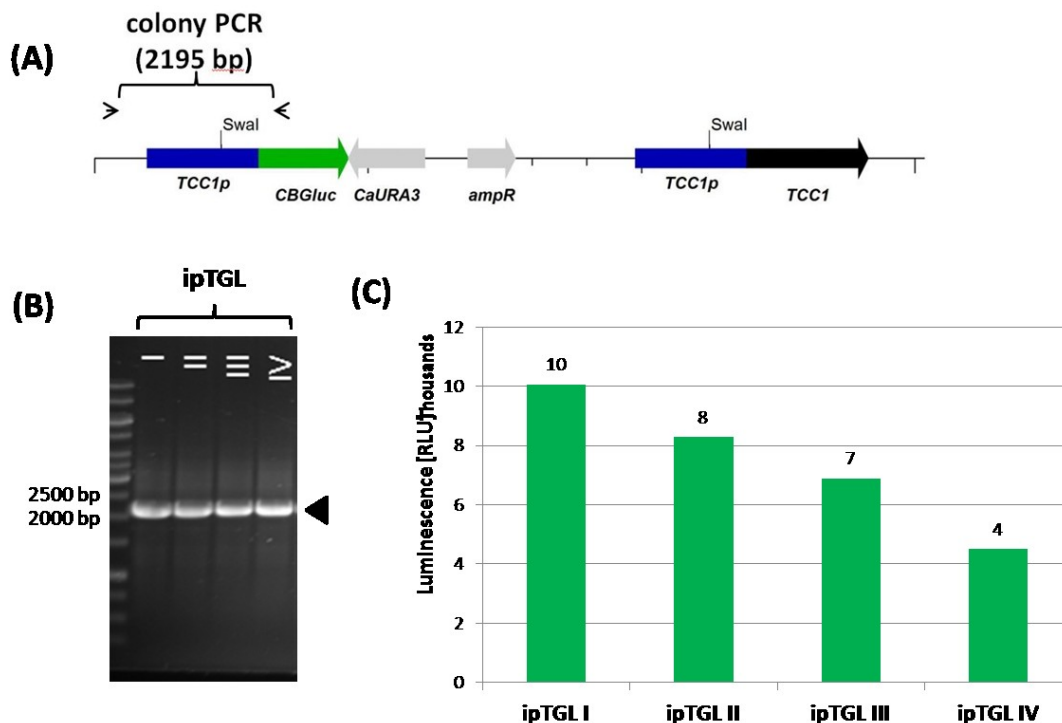 (A)
colony PCR
(2195 bp)
SwaI
SwaI
TCC1p
CBGluc
CaURA3
ampR
TCC1p
TCC1
(B)
ipTGL
I II III IV
2500 bp
2000 bp
(C)
Luminescence [RLU]
Thousands
12
10
8
6
4
2
0
10
8
7
4
ipTGL I
ipTGL II
ipTGL III
ipTGL IV